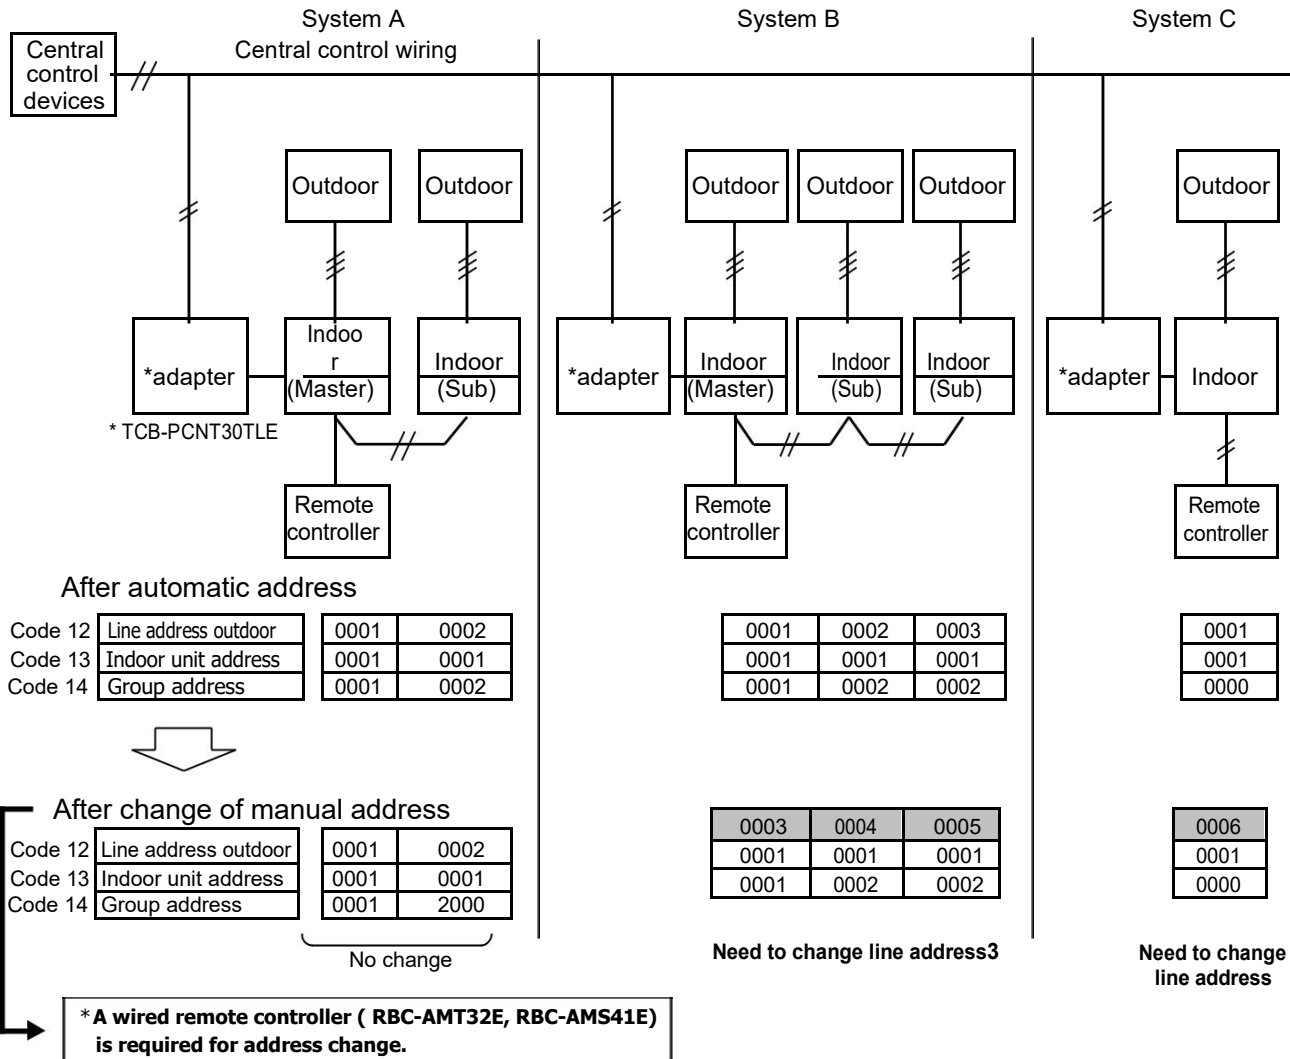 System A
System B
System C
Central control devices
Central control wiring
Outdoor
Outdoor
Outdoor
Outdoor
Outdoor
Outdoor
*adapter
Indoo
r
(Master)
Indoor
(Sub)
*adapter
Indoor
(Master)
Indoor
(Sub)
Indoor
(Sub)
*adapter
Indoor
* TCB-PCNT30TLE
Remote
controller
Remote
controller
Remote
controller
After automatic address
Code 12 Line address outdoor 0001 0002 0001 0002 0003 0001
Code 13 Indoor unit address 0001 0001 0001 0001 0001 0001
Code 14 Group address 0001 0002 0001 0002 0002 0000
After change of manual address
Code 12 Line address outdoor 0001 0002 0003 0004 0005 0006
Code 13 Indoor unit address 0001 0001 0001 0001 0001 0001
Code 14 Group address 0001 2000 0001 0002 0002 0000
No change
Need to change line address3
Need to change
line address
*A wired remote controller ( RBC-AMT32E, RBC-AMS41E)
is required for address change.